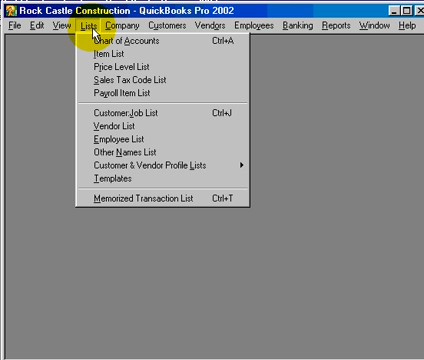 Rock Castle Construction - QuickBooks Pro 2002
File Edit View Lists Company Customers Vendors Employees Banking Reports Window Help
Chart of Accounts Ctrl+A
Item List
Price Level List
Sales Tax Code List
Payroll Item List
Customer:Job List Ctrl+J
Vendor List
Employee List
Other Names List
Customer & Vendor Profile Lists
Templates
Memorized Transaction List Ctrl+T